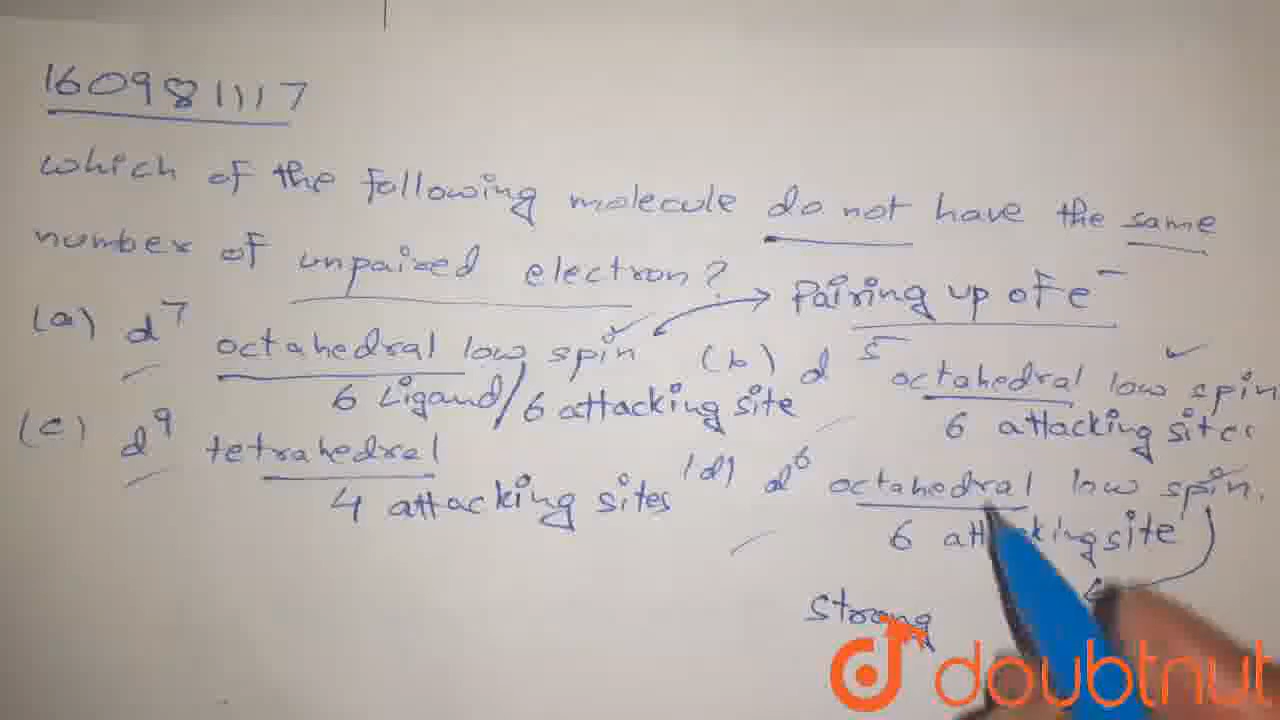 160981117
which of the following molecule do not have the same
number of unpaired electron?
Pairing up of e⁻
(a) d⁷ octahedral low spin
6 Ligand/6 attacking site
(b) d⁵ octahedral low spin
6 attacking sites
(c) d⁹ tetrahedral
4 attacking sites
(d) d⁶ octahedral low spin.
6 attacking site
Strong
doubtnut